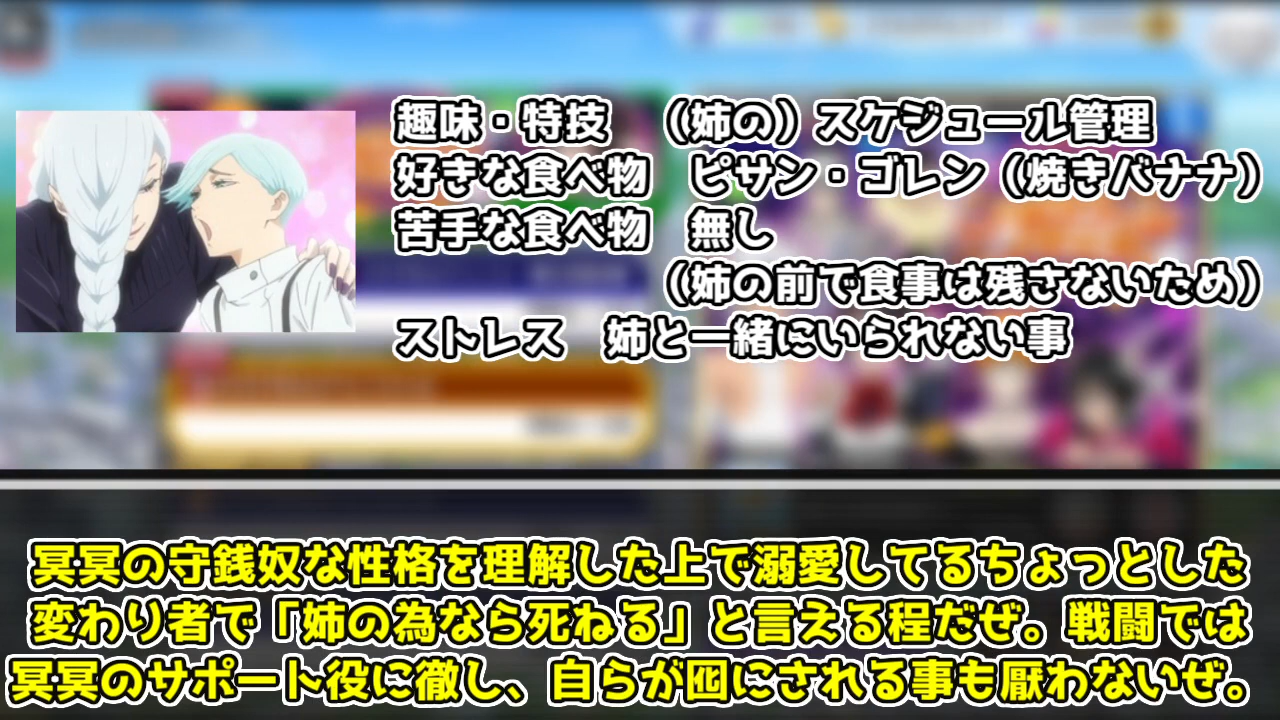 趣味・特技　（姉の）スケジュール管理
好きな食べ物　ピサン・ゴレン（焼きバナナ）
苦手な食べ物　無し
（姉の前で食事は残さないため）
ストレス　姉と一緒にいられない事
冥冥の守銭奴な性格を理解した上で溺愛してるちょっとした
変わり者で「姉の為なら死ねる」と言える程だぜ。戦闘では
冥冥のサポート役に徹し、自らが囮にされる事も厭わないぜ。